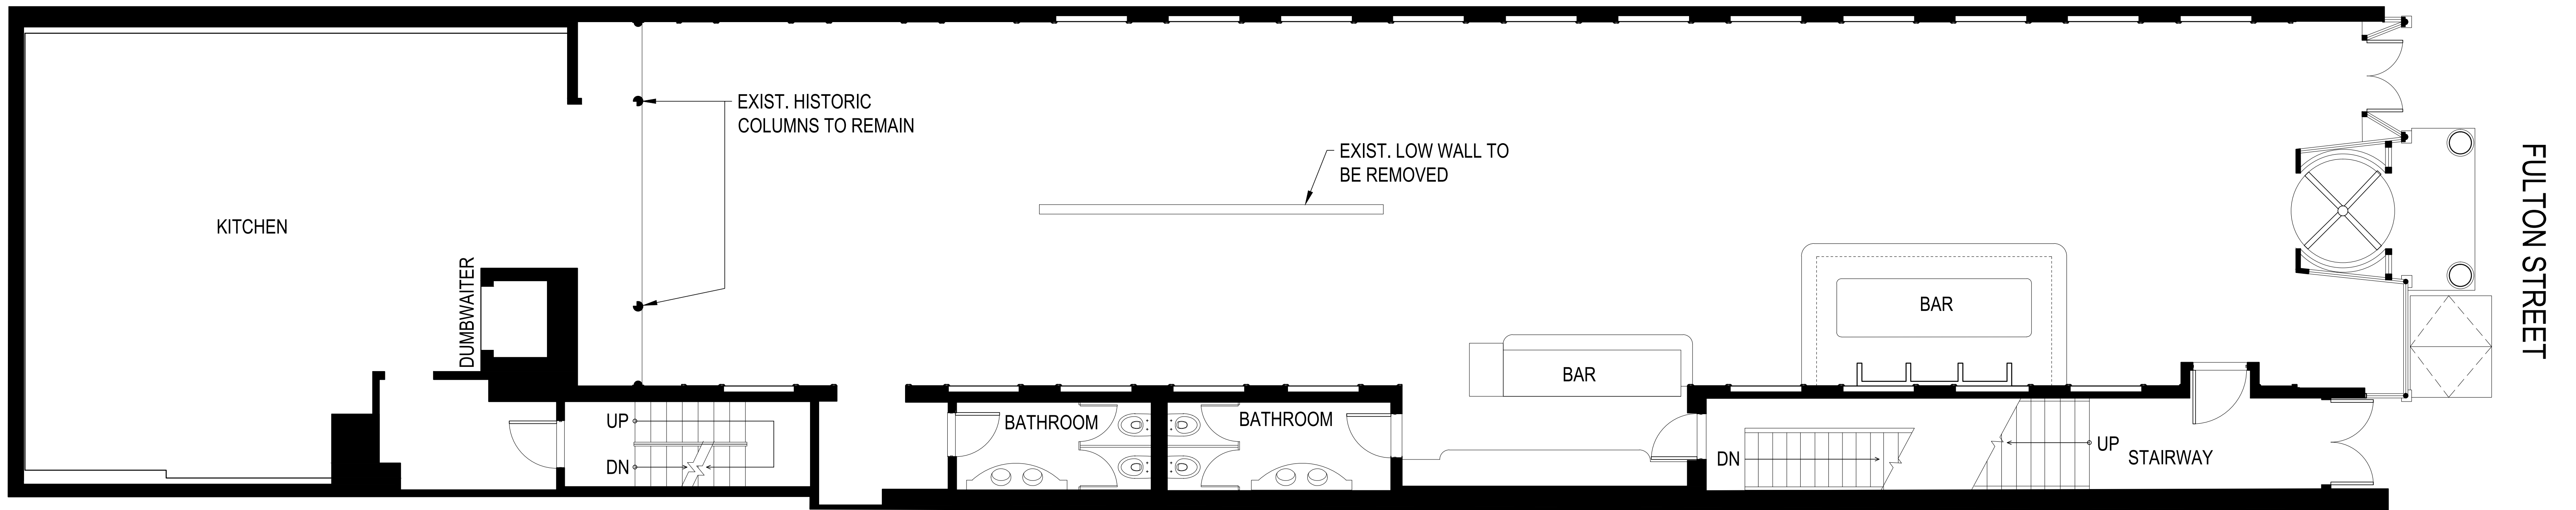 EXIST. HISTORIC
COLUMNS TO REMAIN
EXIST. LOW WALL TO
BE REMOVED
KITCHEN
DUMBWAITER
FULTON STREET
BAR
BAR
UP
DN
BATHROOM
BATHROOM
DN
UP
STAIRWAY